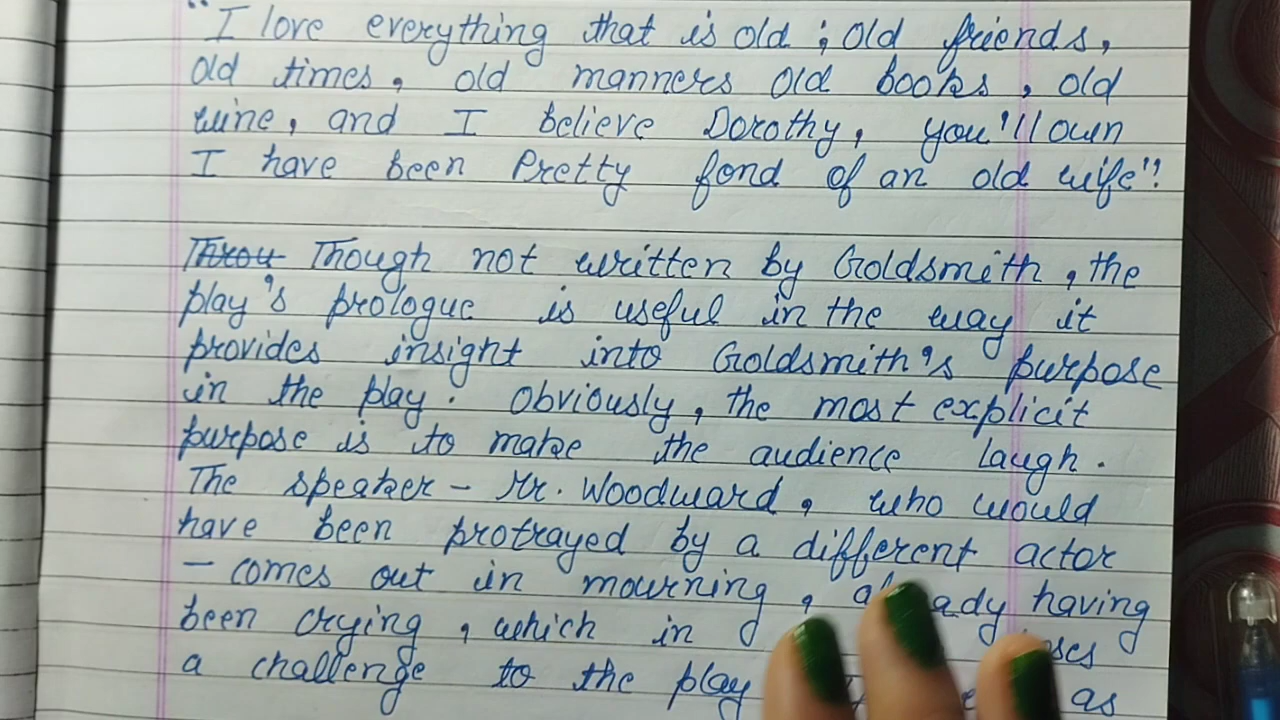 "I love everything that is old ; old friends,
old times, old manners old books, old
wine, and I believe Dorothy, you'll own
I have been Pretty fond of an old wife".
Throu Though not written by Goldsmith, the
play's prologue is useful in the way it
provides insight into Goldsmith's purpose
in the play. Obviously, the most explicit
purpose is to make the audience laugh.
The speaker - Mr. Woodward, who would
have been protrayed by a different actor
- comes out in mourning, already having
been crying, which in
a challenge to the play as